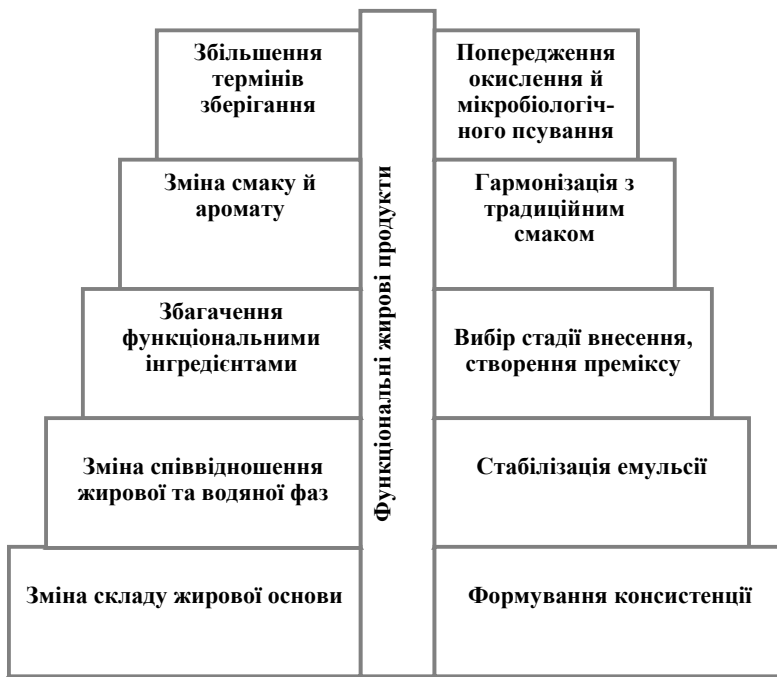 Збільшення
термінів
зберігання
Попередження
окислення й
мікробіологіч-
ного псування
Зміна смаку й
аромату
Гармонізація з
традиційним
смаком
Збагачення
функціональними
інгредієнтами
Вибір стадії внесення,
створення преміксу
Зміна співвідношення
жирової та водяної фаз
Стабілізація емульсії
Зміна складу жирової основи
Формування консистенції
Функціональні жирові продукти